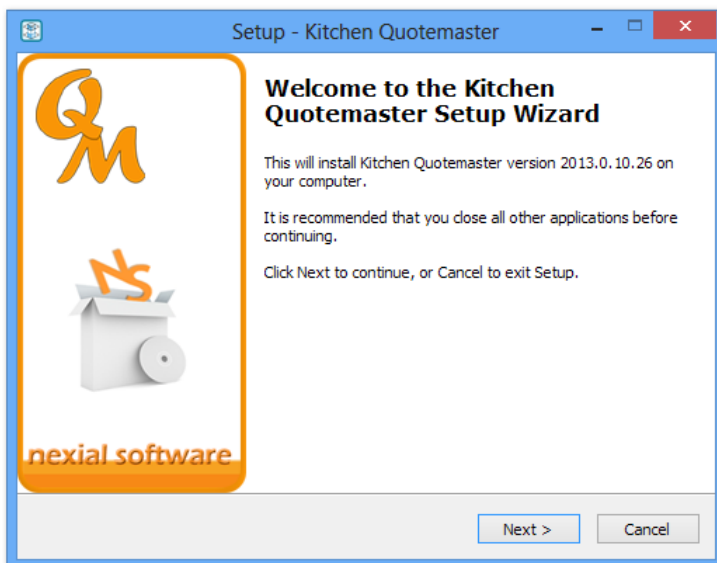 Setup - Kitchen Quotemaster
QM
Welcome to the Kitchen
Quotemaster Setup Wizard
This will install Kitchen Quotemaster version 2013.0.10.26 on
your computer.
It is recommended that you close all other applications before
continuing.
Click Next to continue, or Cancel to exit Setup.
NS
nexial software
Next >
Cancel